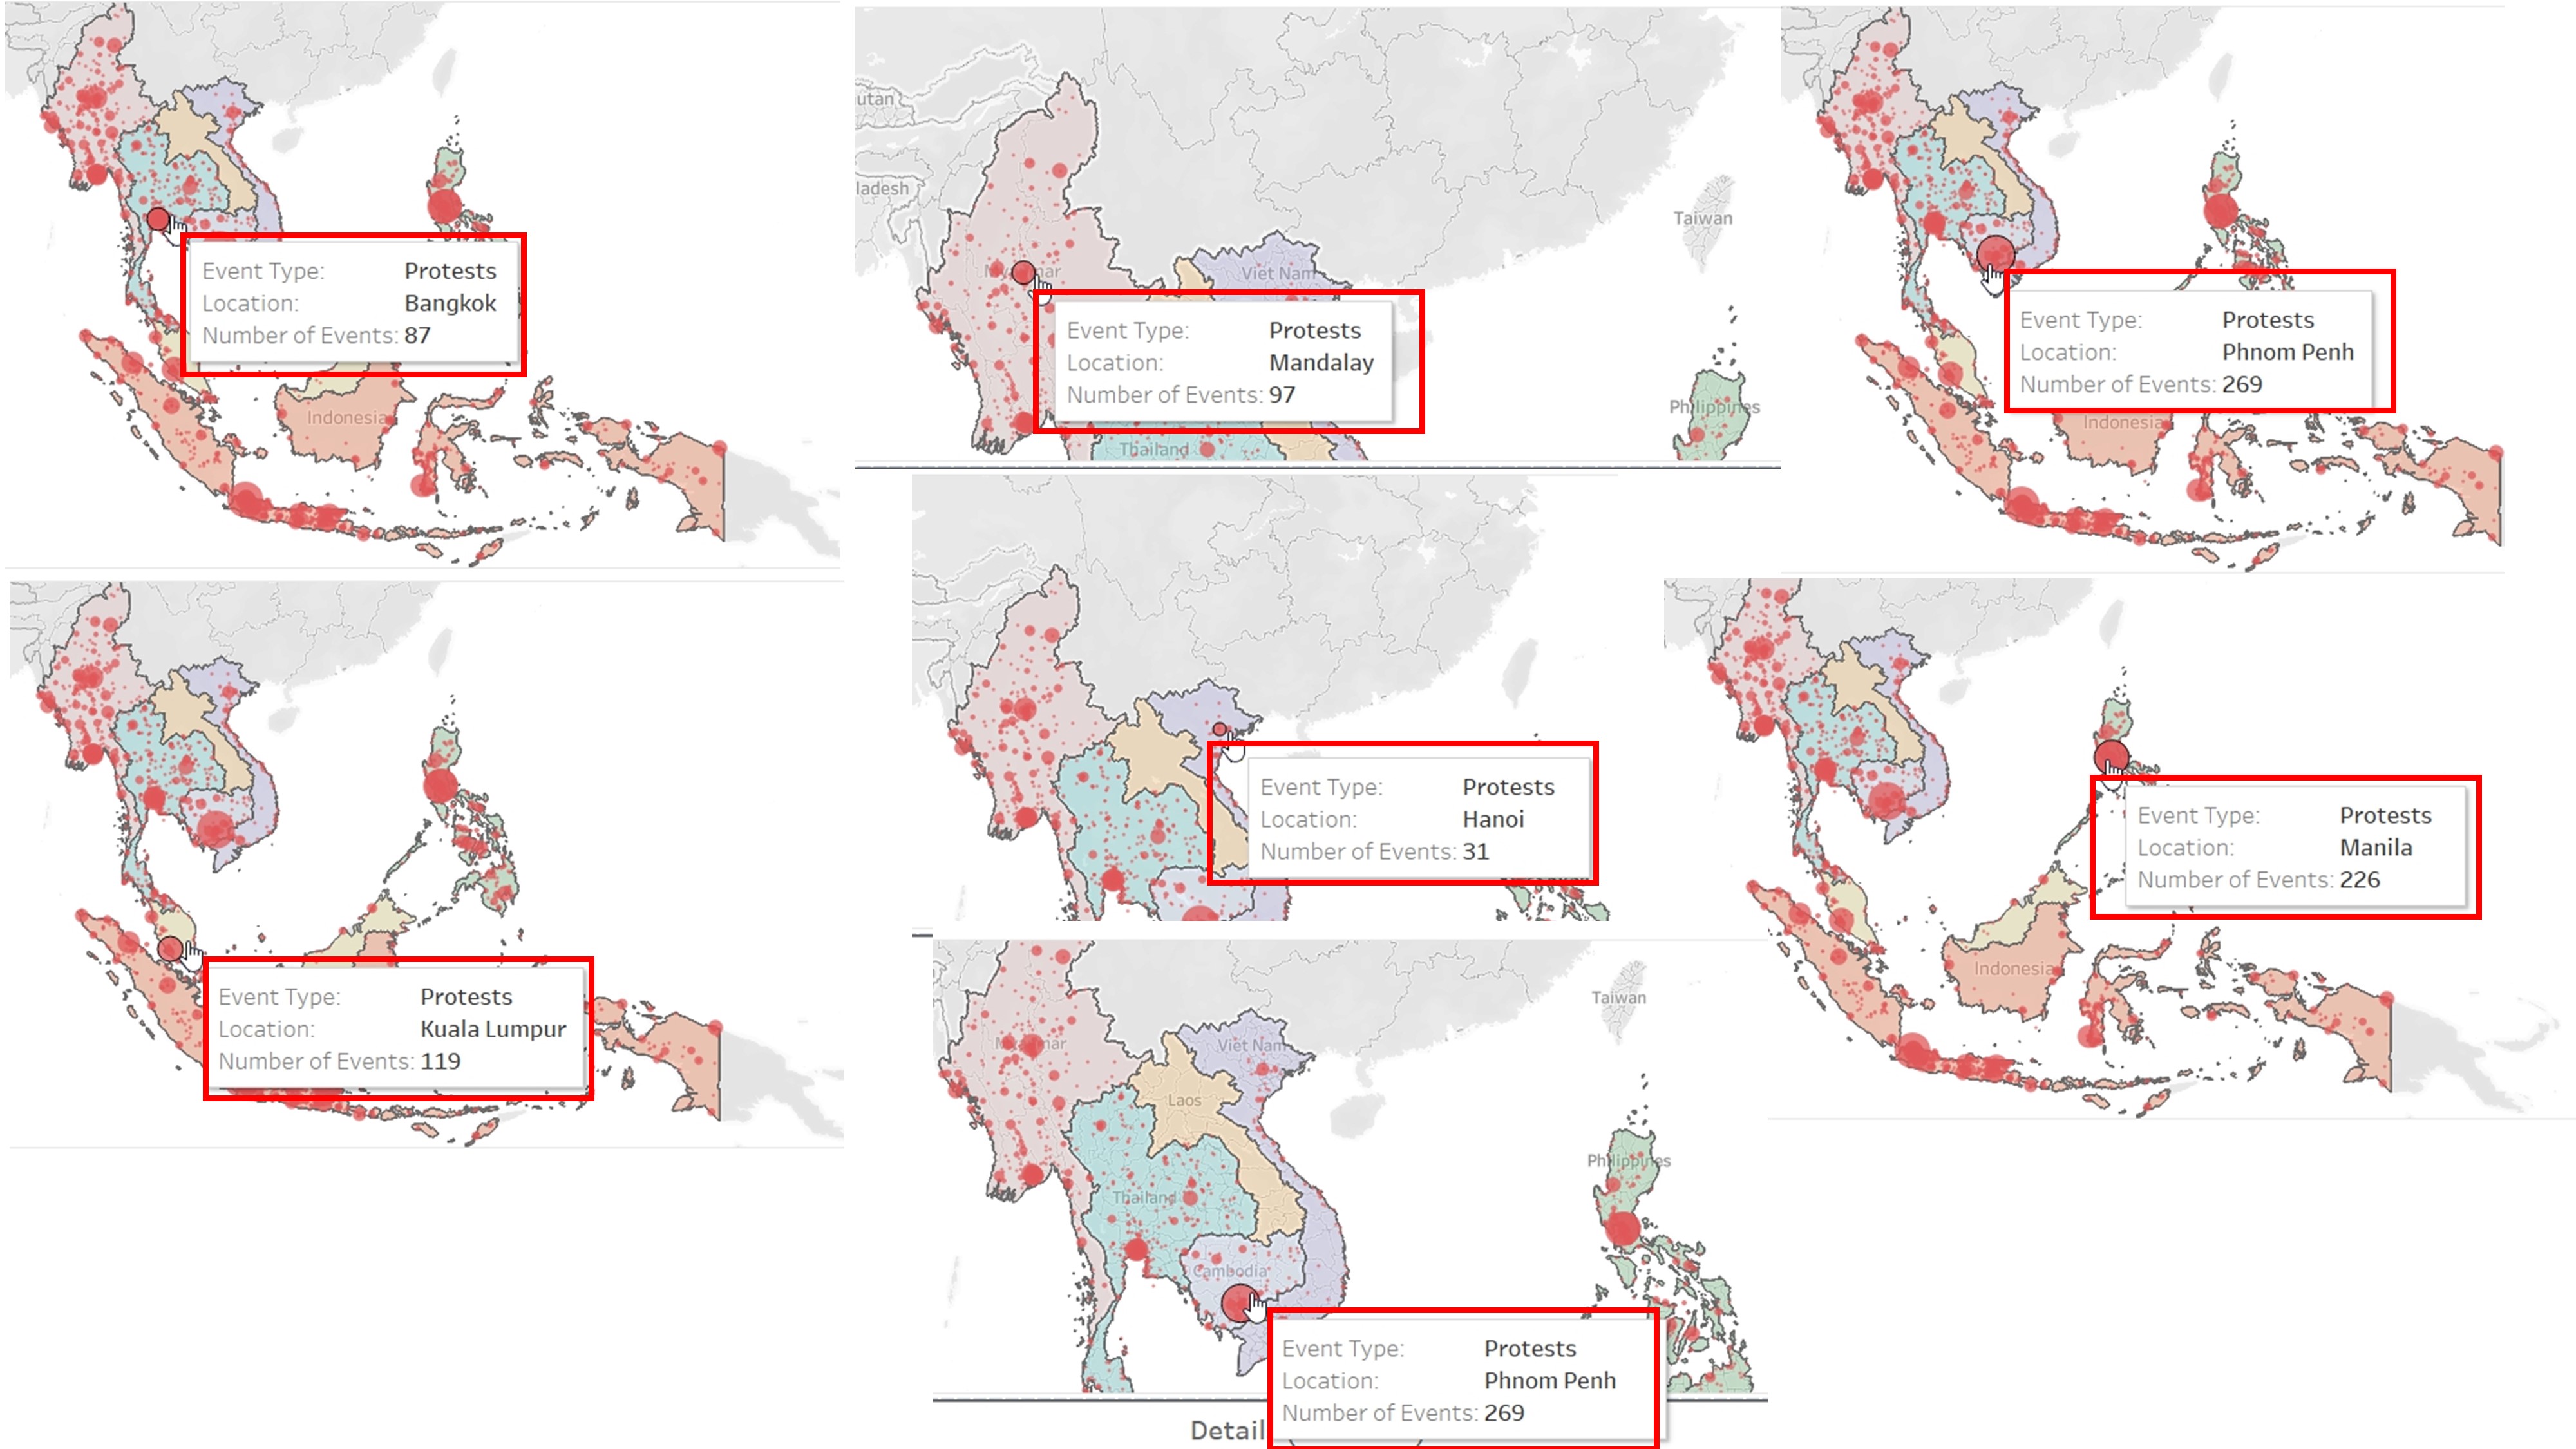 Event Type: Protests
Location: Bangkok
Number of Events: 87
Indonesia
utan
ladesh
Taiwan
Viet Nam
Event Type: Protests
Location: Mandalay
Number of Events: 97
Philippines
Thailand
Event Type: Protests
Location: Phnom Penh
Number of Events: 269
Indonesia
Event Type: Protests
Location: Kuala Lumpur
Number of Events: 119
Event Type: Protests
Location: Hanoi
Number of Events: 31
Event Type: Protests
Location: Manila
Number of Events: 226
Indonesia
Taiwan
Viet Nam
Laos
Philippines
Thailand
Cambodia
Event Type: Protests
Location: Phnom Penh
Number of Events: 269
Detail